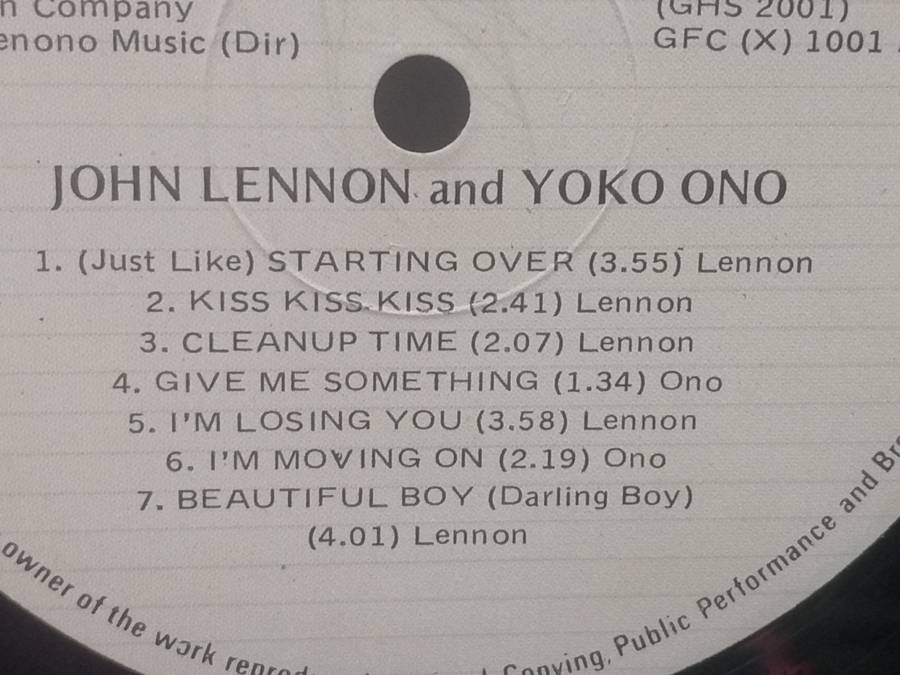 n Company
enono Music (Dir)
(GHS 2001)
GFC (X) 1001
JOHN LENNON and YOKO ONO
1. (Just Like) STARTING OVER (3.55) Lennon
2. KISS KISS KISS (2.41) Lennon
3. CLEANUP TIME (2.07) Lennon
4. GIVE ME SOMETHING (1.34) Ono
5. I'M LOSING YOU (3.58) Lennon
6. I'M MOVING ON (2.19) Ono
7. BEAUTIFUL BOY (Darling Boy)
(4.01) Lennon
owner of the work reprod
Copying, Public Performance and Br